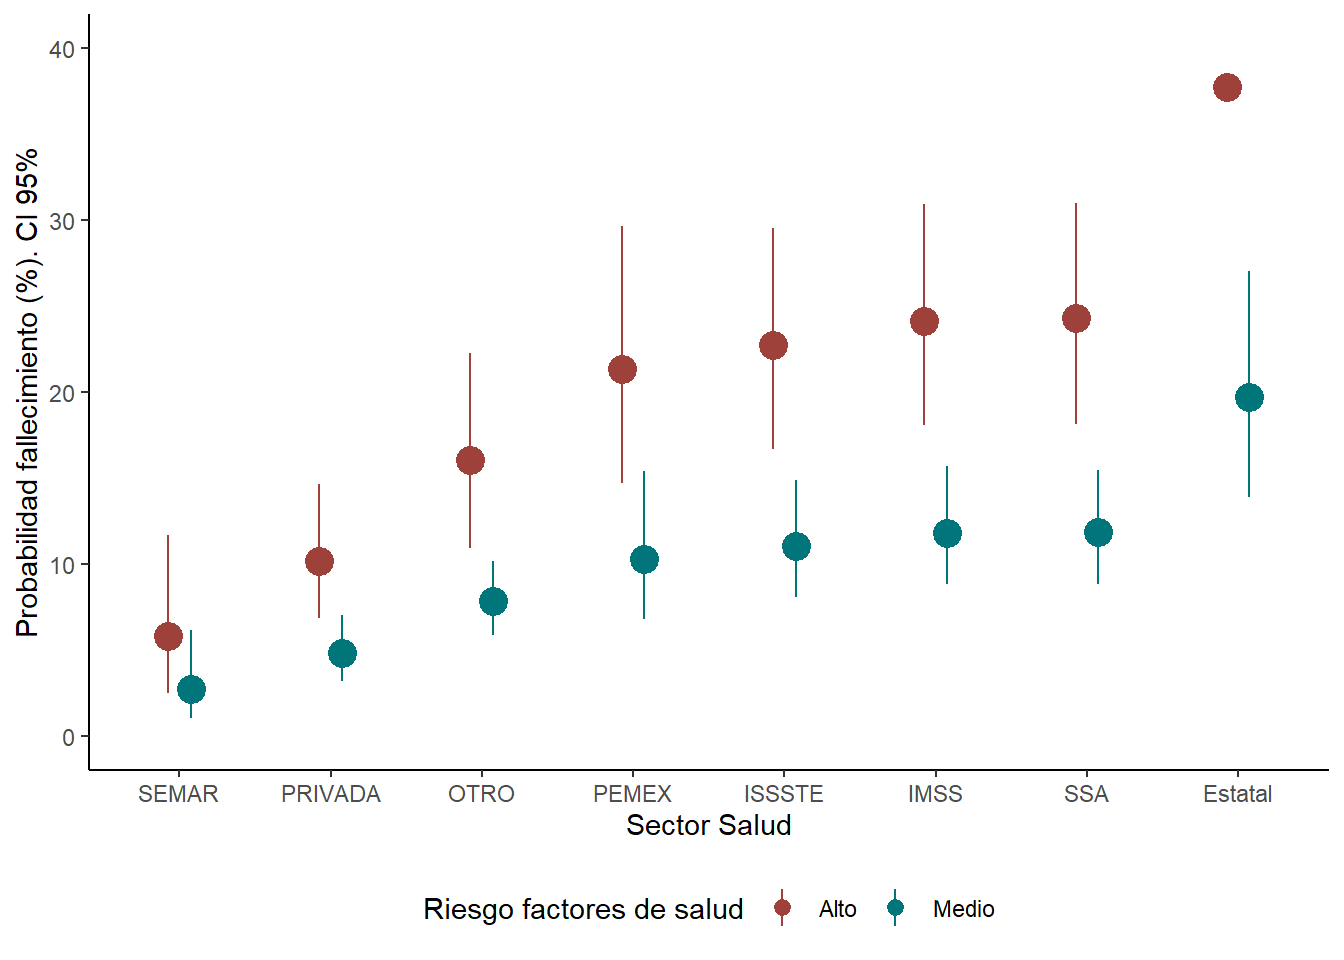 Probabilidad fallecimiento (%). CI 95%
40
30
20
10
0
SEMAR PRIVADA OTRO PEMEX ISSSTE IMSS SSA Estatal
Sector Salud
Riesgo factores de salud Alto Medio